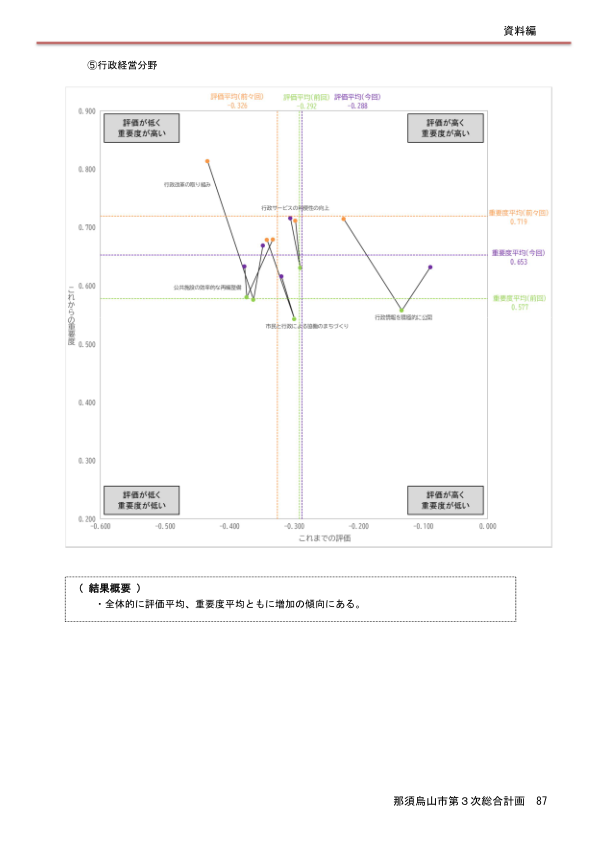 資料編
⑤行政経営分野
評価平均(前々回)
-0.326
評価平均(前回)
-0.292
評価平均(今回)
-0.288
0.900
評価が低く
重要度が高い
評価が高く
重要度が高い
0.800
行政改革の取り組み
行政サービスの利便性の向上
0.700
重要度平均(前々回)
0.719
重要度平均(今回)
0.653
0.600
公共施設の効率的な再編整備
重要度平均(前回)
0.577
これからの重要度
行政情報を積極的に公開
市民と行政による協働のまちづくり
0.500
0.400
0.300
評価が低く
重要度が低い
評価が高く
重要度が低い
0.200
-0.600
-0.500
-0.400
-0.300
-0.200
-0.100
0.000
これまでの評価
( 結果概要 )
・全体的に評価平均、重要度平均ともに増加の傾向にある。
那須烏山市第3次総合計画 87